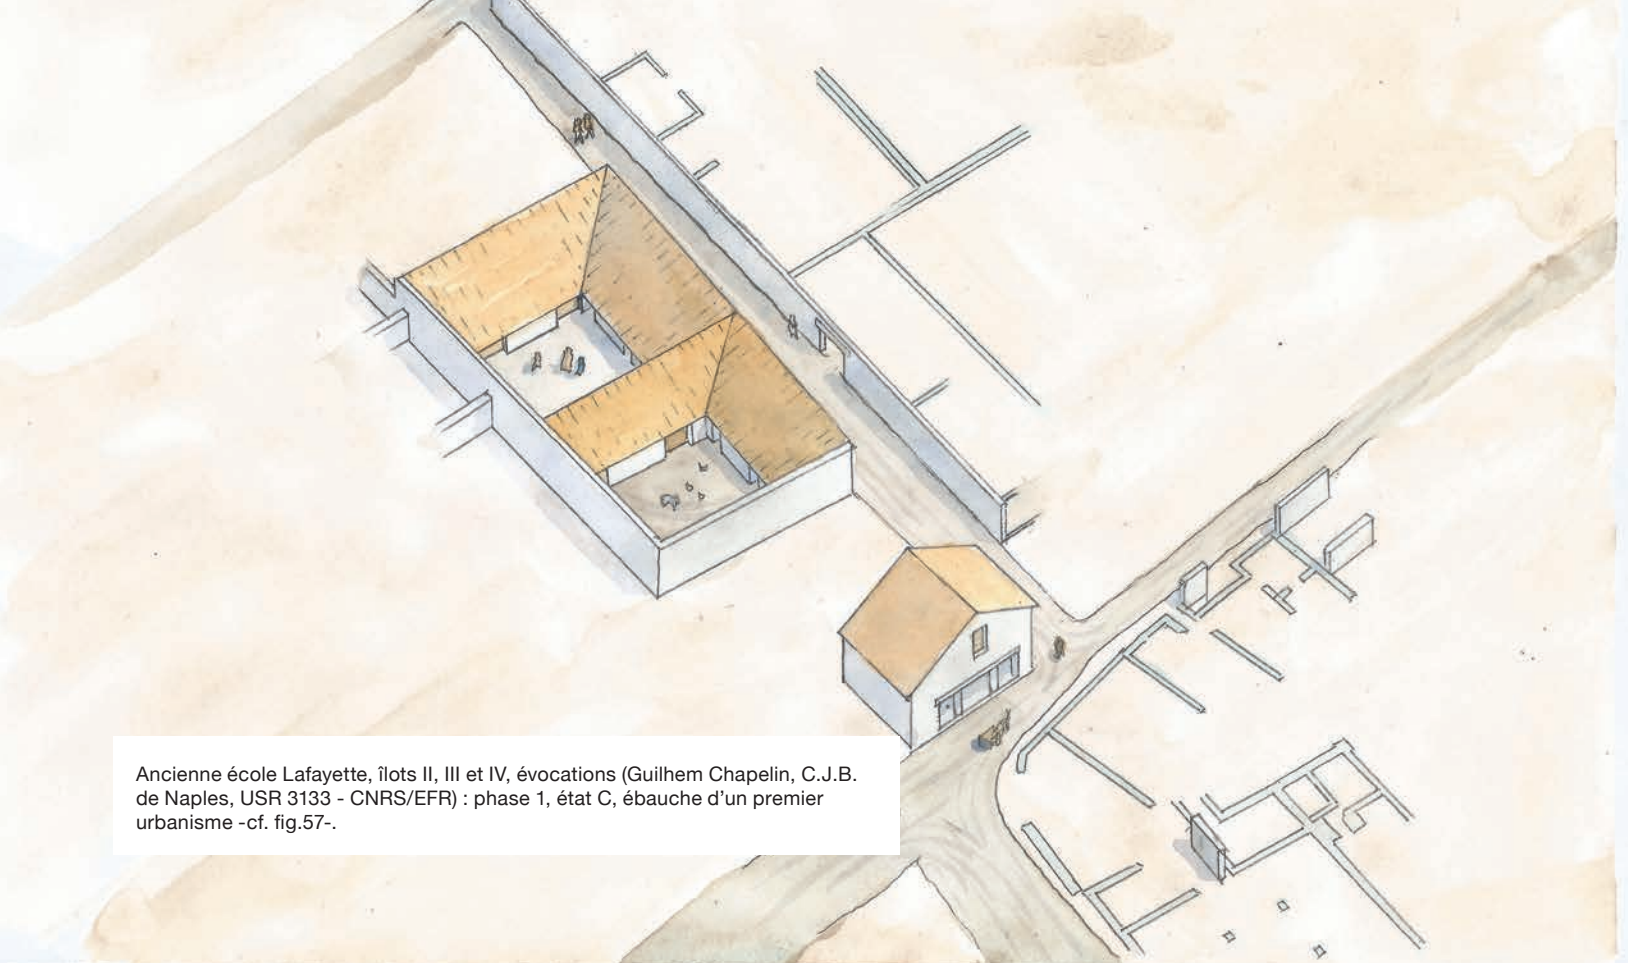 Ancienne école Lafayette, îlots II, III et IV, évocations (Guilhem Chapelin, C.J.B.
de Naples, USR 3133 - CNRS/EFR) : phase 1, état C, ébauche d’un premier
urbanisme -cf. fig.57-.